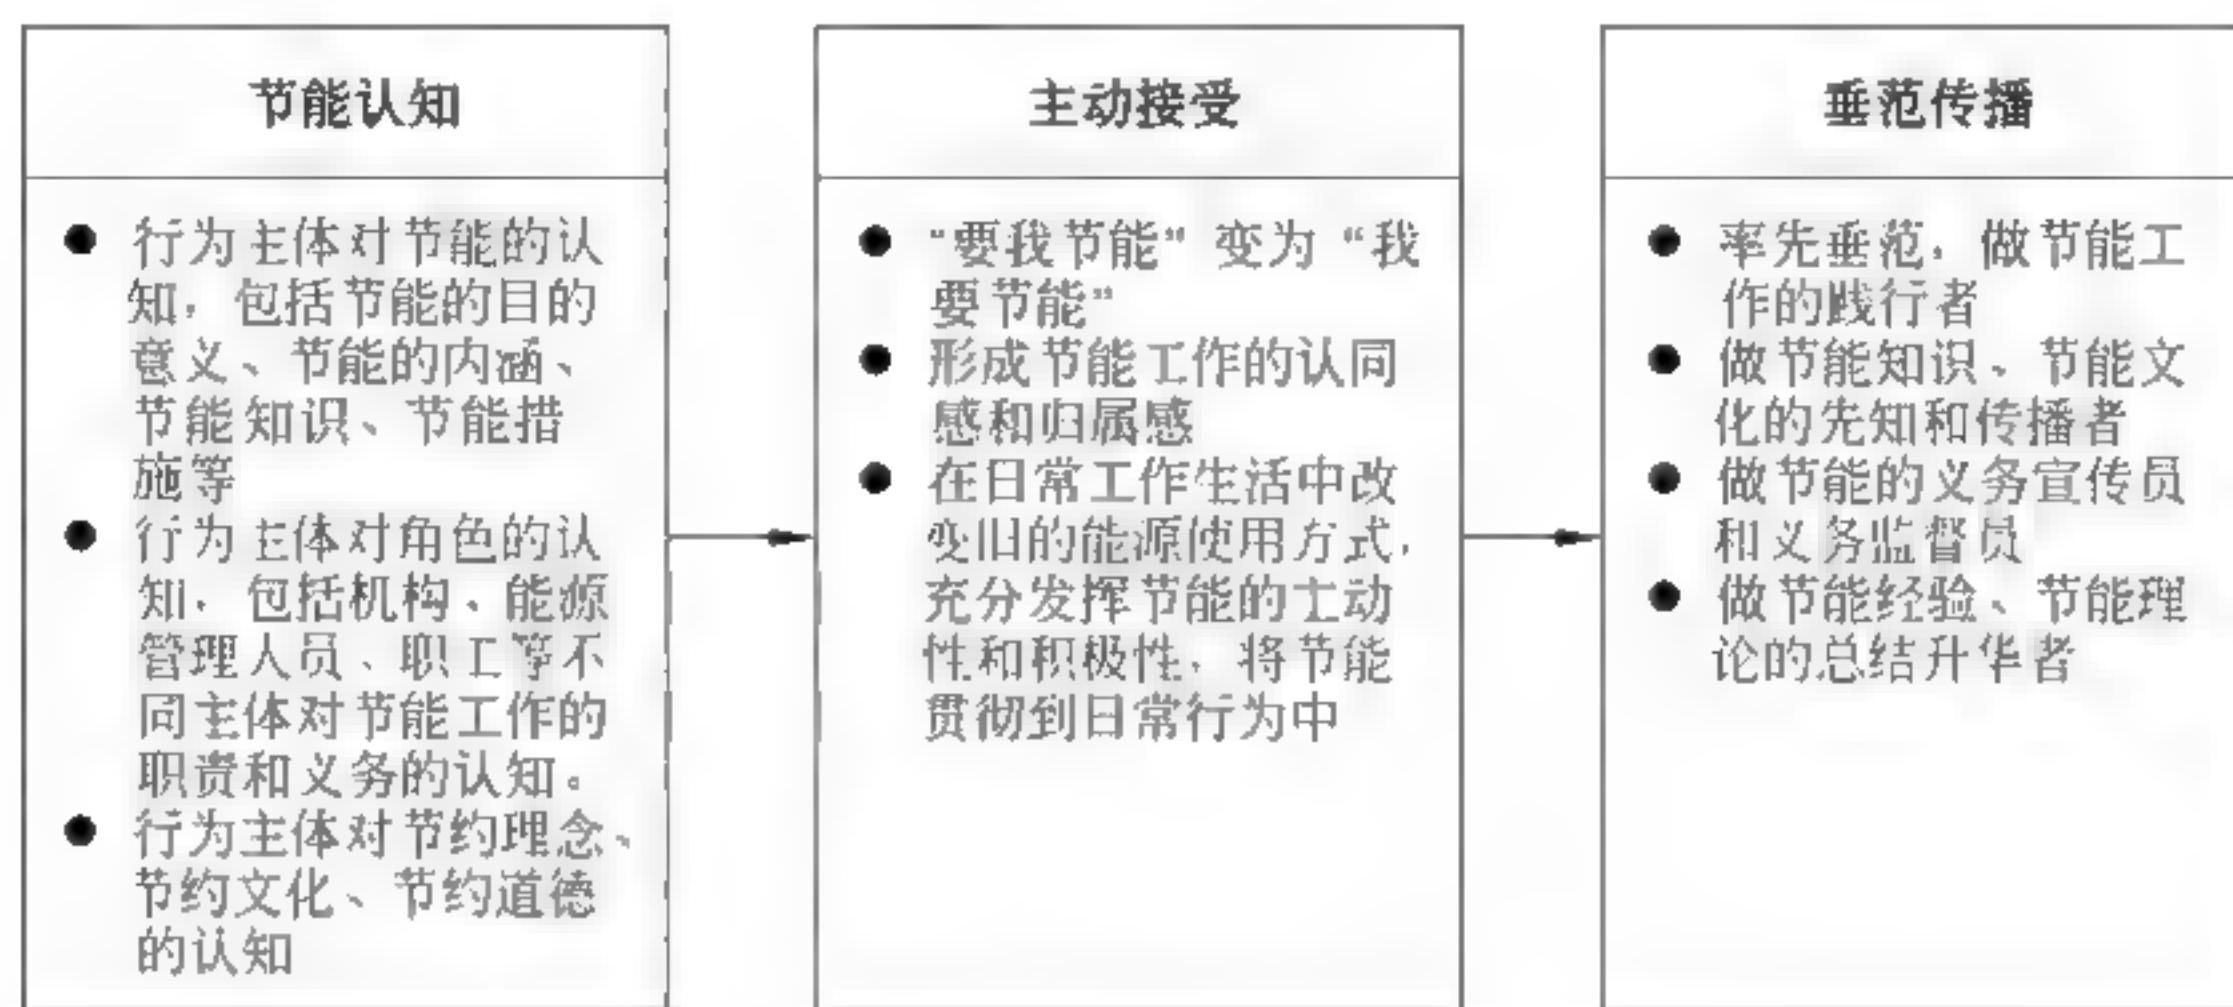 节能认知
行为主体对节能的认
知，包括节能的目的
意义、节能的内涵、
节能知识、节能措
施等
行为主体对角色的认
知，包括机构、能源
管理人员、职工等不
同主体对节能工作的
职责和义务的认知。
行为主体对节约理念、
节约文化、节约道德
的认知
主动接受
“要我节能”变为“我
要节能”
形成节能工作的认同
感和归属感
在日常工作生活中改
变旧的能源使用方式，
充分发挥节能的主动
性和积极性，将节能
贯彻到日常行为中
垂范传播
率先垂范，做节能工
作的践行者
做节能知识、节能文
化的先知和传播者
做节能的义务宣传员
和义务监督员
做节能经验、节能理
论的总结升华者